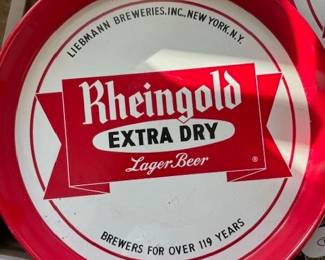 LIEBMANN BREWERIES.INC., NEW YORK, N.Y.
Rheingold
EXTRA DRY
Lager Beer
®
BREWERS FOR OVER 119 YEARS